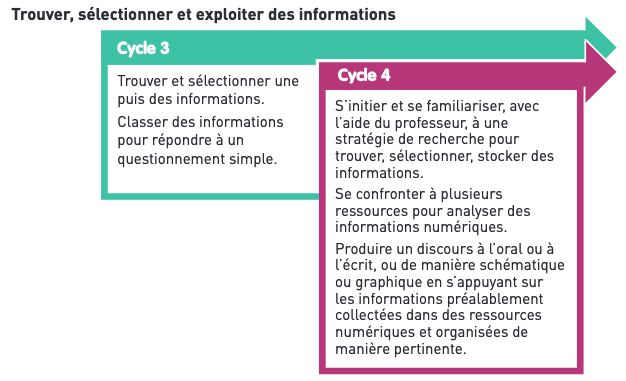 Trouver, sélectionner et exploiter des informations
Cycle 3
Trouver et sélectionner une
puis des informations.
Classer des informations
pour répondre à un
questionnement simple.
Cycle 4
S'initier et se familiariser, avec
l'aide du professeur, à une
stratégie de recherche pour
trouver, sélectionner, stocker des
informations.
Se confronter à plusieurs
ressources pour analyser des
informations numériques.
Produire un discours à l'oral ou à
l'écrit, ou de manière schématique
ou graphique en s'appuyant sur
les informations préalablement
collectées dans des ressources
numériques et organisées de
manière pertinente.